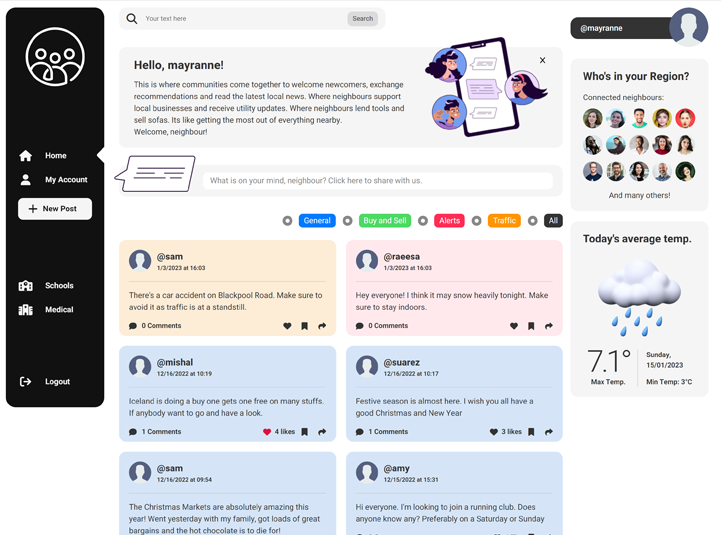 Your text here
Search
@mayranne
Home
My Account
+ New Post
Schools
Medical
Logout
Hello, mayranne!
This is where communities come together to welcome newcomers, exchange
recommendations and read the latest local news. Where neighbours support
local businesses and receive utility updates. Where neighbours lend tools and
sell sofas. Its like getting the most out of everything nearby.
Welcome, neighbour!
X
What is on your mind, neighbour? Click here to share with us.
General
Buy and Sell
Alerts
Traffic
All
@sam
1/3/2023 at 16:03
There's a car accident on Blackpool Road. Make sure to
avoid it as traffic is at a standstill.
0 Comments
@raeesa
1/3/2023 at 16:03
Hey everyone! I think it may snow heavily tonight. Make
sure to stay indoors.
0 Comments
@mishal
12/16/2022 at 10:19
Iceland is doing a buy one gets one free on many stuffs.
If anybody want to go and have a look.
1 Comments
4 likes
@suarez
12/16/2022 at 10:17
Festive season is almost here. I wish you all have a
good Christmas and New Year
1 Comments
3 likes
@sam
12/16/2022 at 09:54
The Christmas Markets are absolutely amazing this
year! Went yesterday with my family, got loads of great
bargains and the hot chocolate is to die for!
@amy
12/15/2022 at 15:31
Hi everyone. I'm looking to join a running club. Does
anyone know any? Preferably on a Saturday or Sunday
Who's in your Region?
Connected neighbours:
And many others!
Today's average temp.
7.1°
Max Temp.
Sunday,
15/01/2023
Min Temp: 3°C